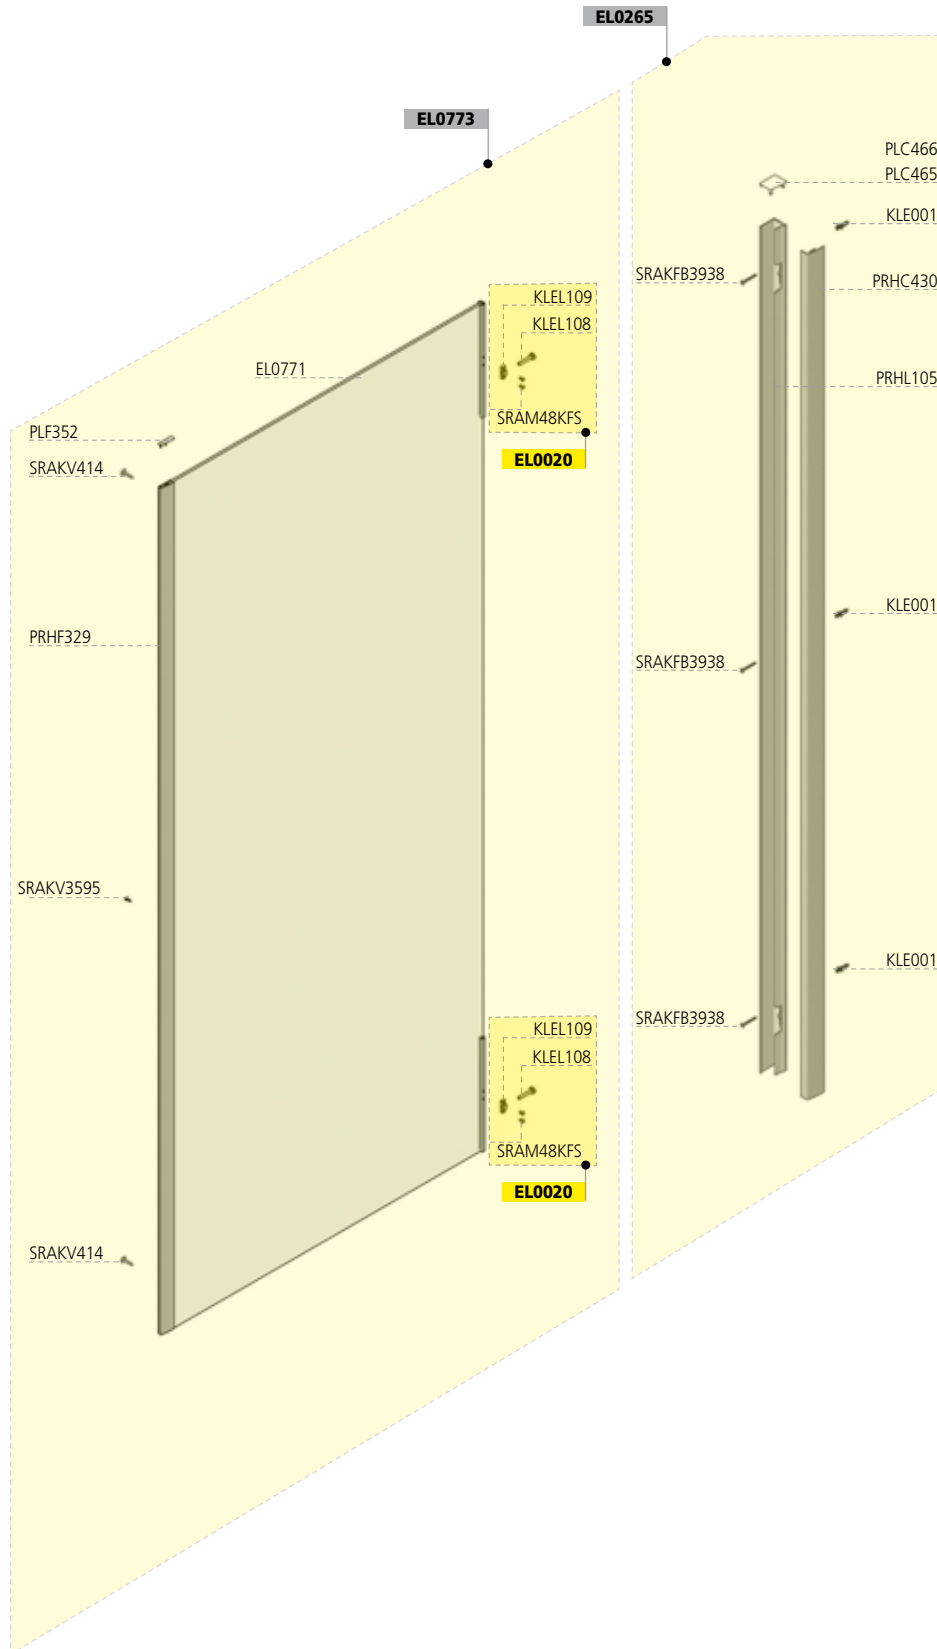 EL0265
EL0773
PLC466
PLC465
KLE001
SRAKFB3938
PRHC430
KLEL109
KLEL108
EL0771
PRHL105
SRAM48KFS
PLF352
EL0020
SRAKV414
KLE001
PRHF329
SRAKFB3938
SRAKV3595
KLE001
SRAKFB3938
KLEL109
KLEL108
SRAM48KFS
EL0020
SRAKV414